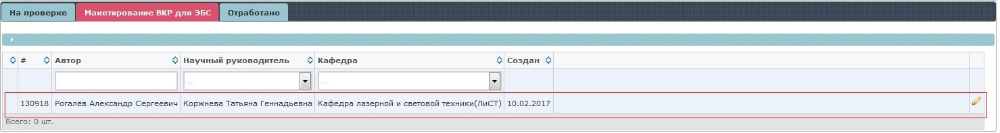 На проверке Макетирование ВКР для ЭБС Отработано
# Автор Научный руководитель Кафедра Создан
... ...
130918 Рогалёв Александр Сергеевич Коржнева Татьяна Геннадьевна Кафедра лазерной и световой техники(ЛиСТ) 10.02.2017
Всего: 0 шт.